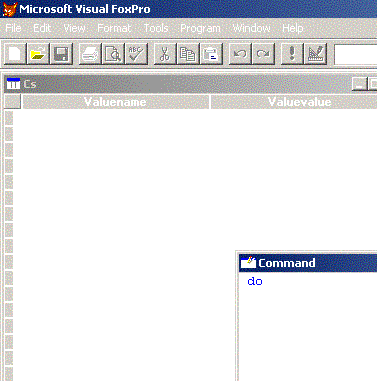 Microsoft Visual FoxPro
File Edit View Format Tools Program Window Help
Cs
Valuename Valuevalue
Command
do